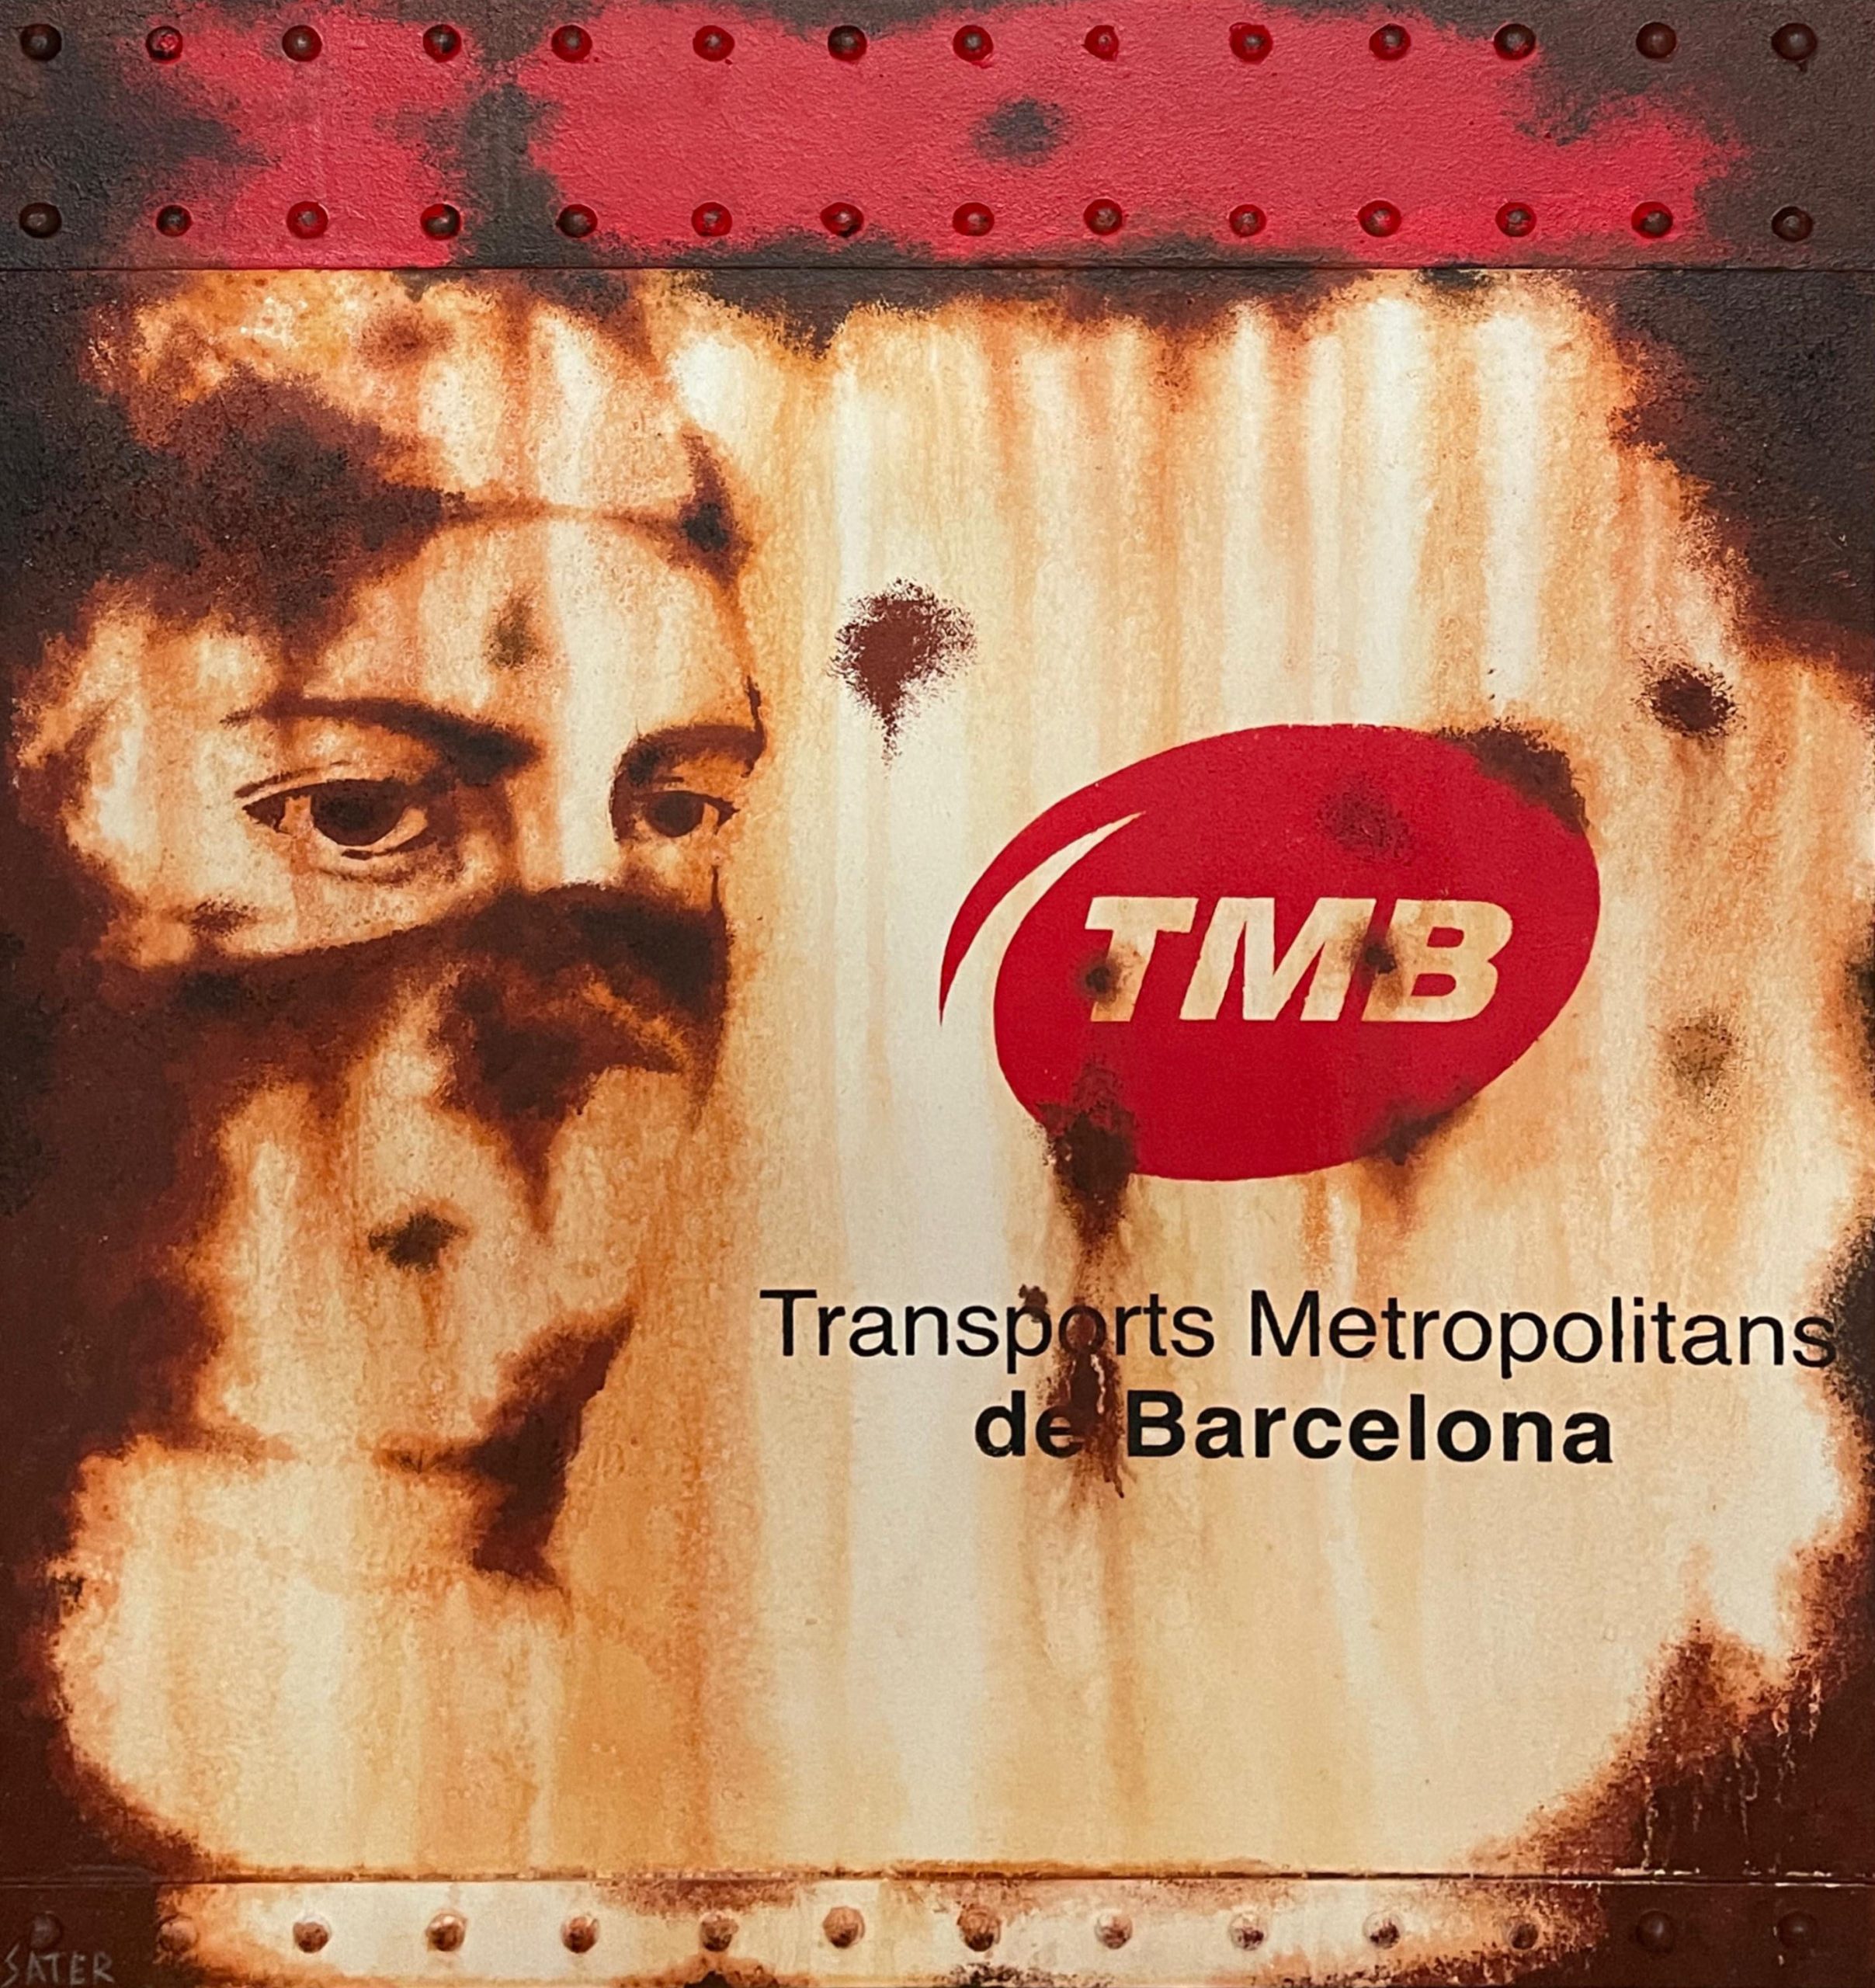 TMB
Transports Metropolitans
de Barcelona
SATER